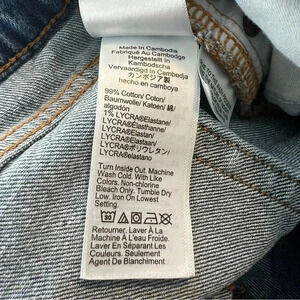 Made In Cambodia
Fabriqué Au Cambodge
Hergestellt In
Kambodscha
Vervaardigd In Cambodja
カンボジア製
hecho en camboya
99% Cotton/ Coton/
Baumwolle/ Katoen/ 綿/
algodon
1% LYCRA®Elastane/
LYCRA®Élasthanne/
LYCRA®Elastan/
LYCRA®Elastaan/
LYCRA®ポリウレタン/
LYCRA®elastano
Turn Inside Out. Machine
Wash Cold. With Like
Colors. Non-chlorine
Bleach Only. Tumble Dry
Low. Iron On Lowest
Setting.
30
Retourner. Laver À La
Machine À L'eau Froide.
Laver En Séparant Les
Couleurs. Seulement
Agent De Blanchiment